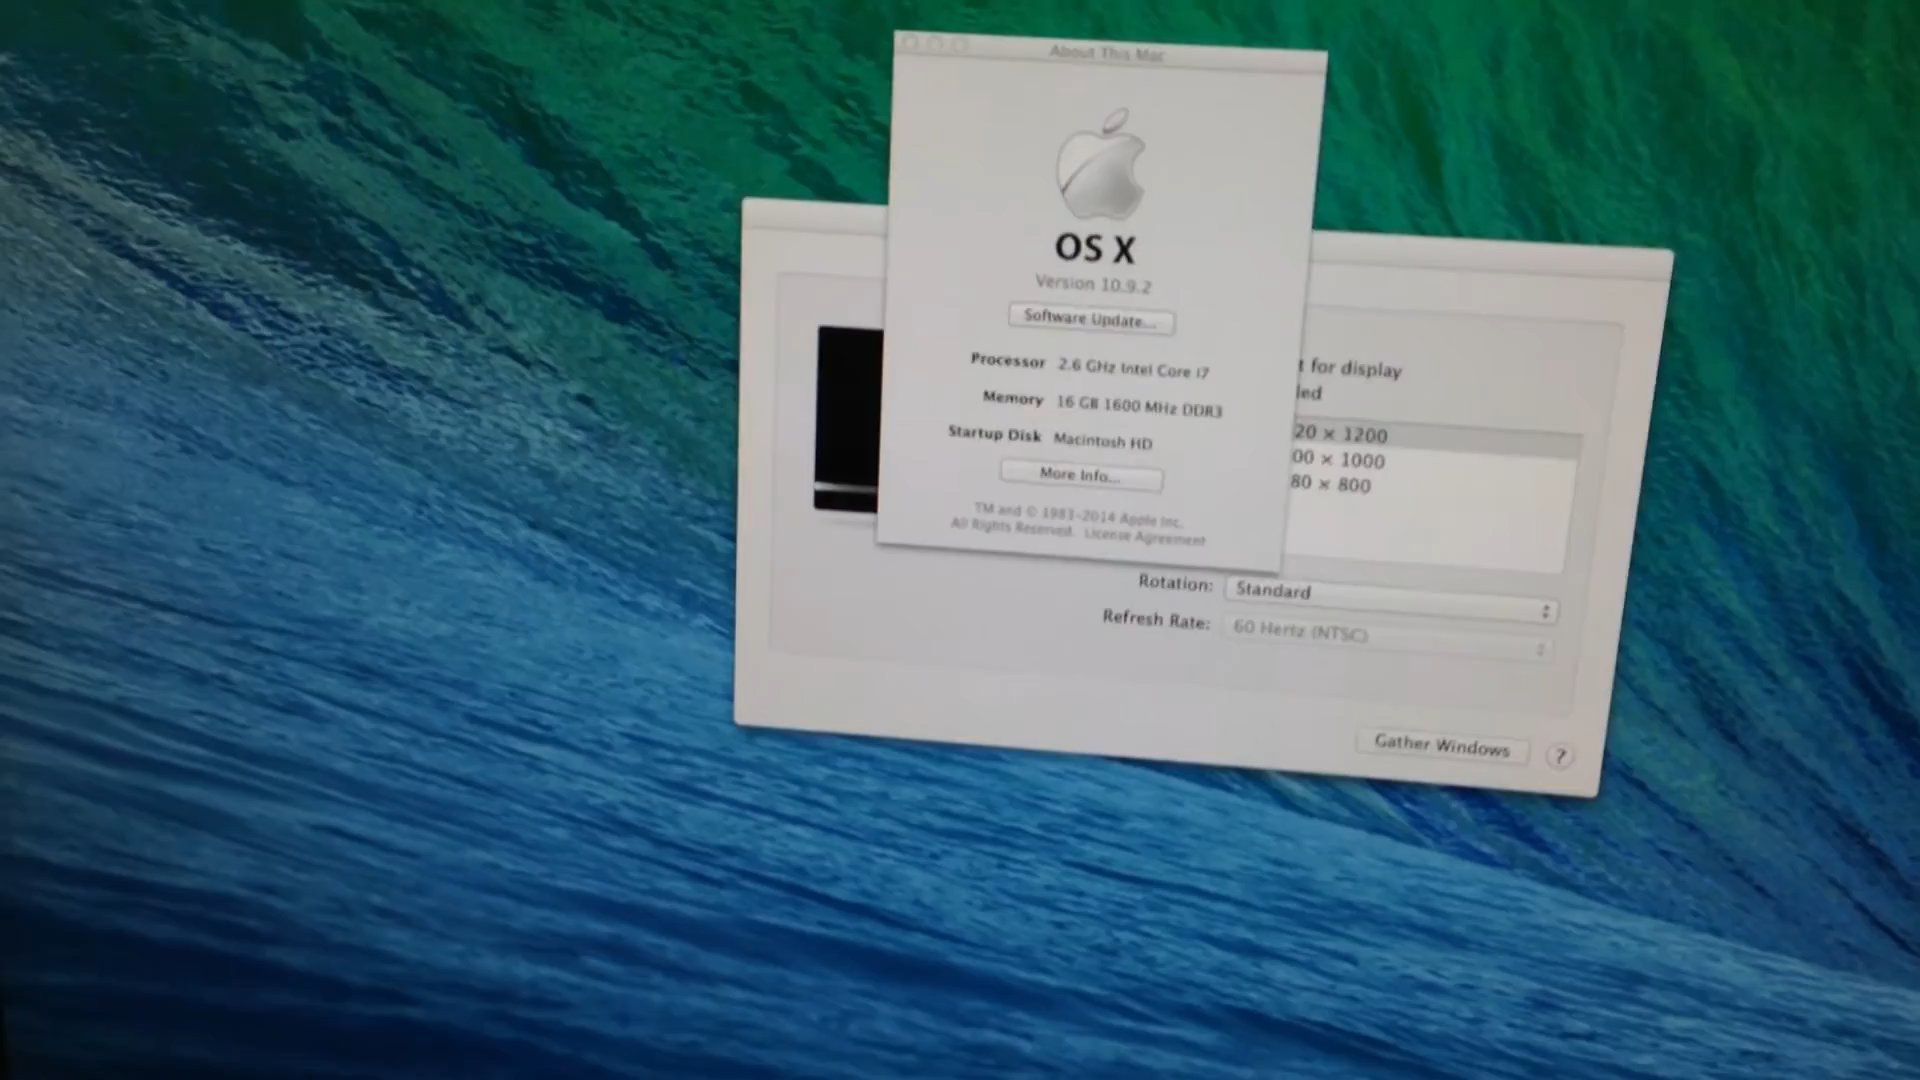 About This Mac
OS X
Version 10.9.2
Software Update...
Processor 2.6 GHz Intel Core i7
Memory 16 GB 1600 MHz DDR3
Startup Disk Macintosh HD
More Info...
TM and © 1983-2014 Apple Inc.
All Rights Reserved. License Agreement
t for display
led
20 × 1200
00 × 1000
80 × 800
Rotation: Standard
Refresh Rate: 60 Hertz (NTSC)
Gather Windows ?